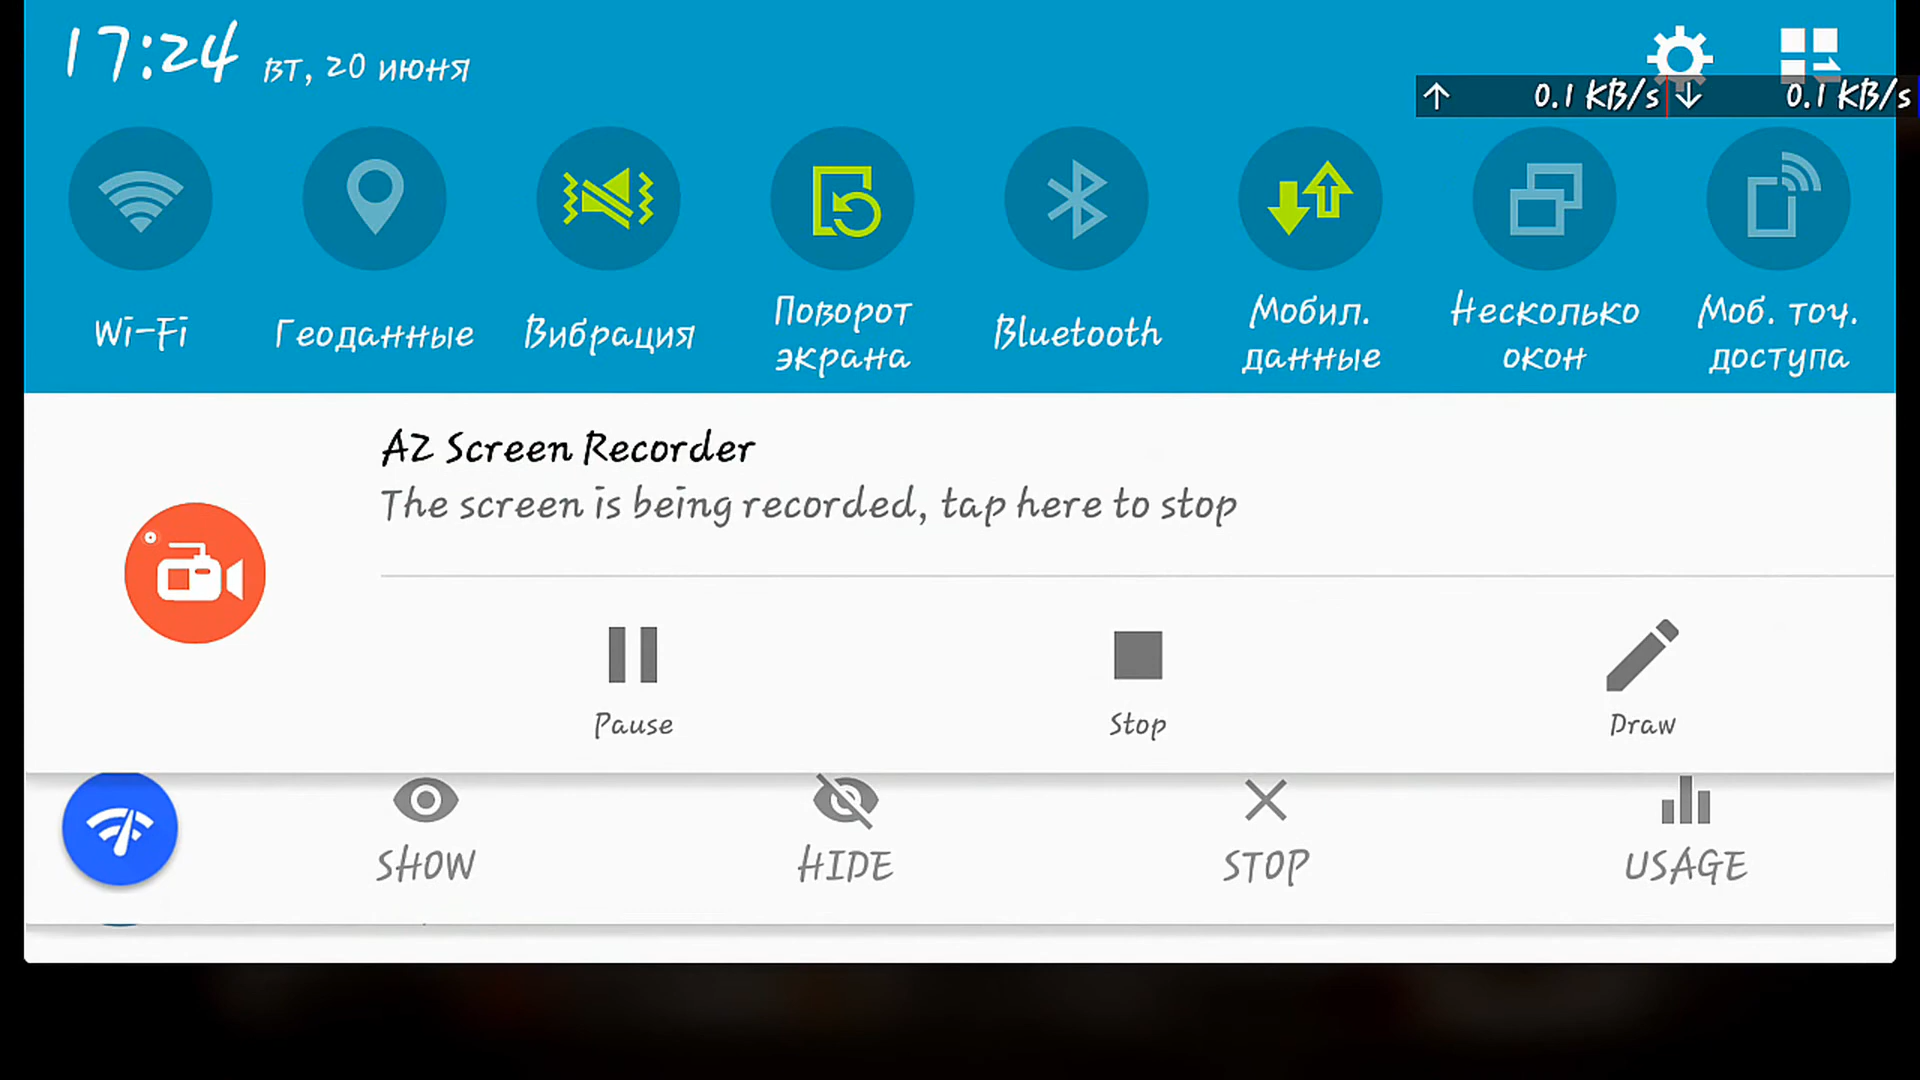 17:24 вт, 20 июня
0.1 KB/s 0.1 KB/s
Wi-Fi
Геоданные
Вибрация
Поворот
экрана
Bluetooth
Мобил.
данные
Несколько
окон
Моб. точ.
доступа
AZ Screen Recorder
The screen is being recorded, tap here to stop
Pause Stop Draw
SHOW HIDE STOP USAGE